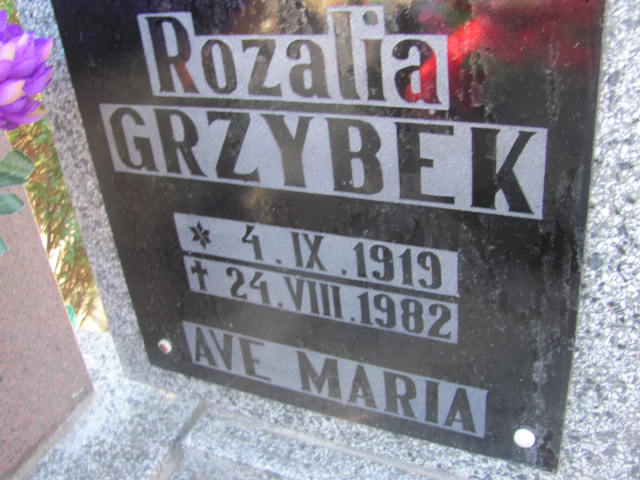 Rozalia
GRZYBEK
* 4.IX.1919
† 24.VIII.1982
AVE MARIA